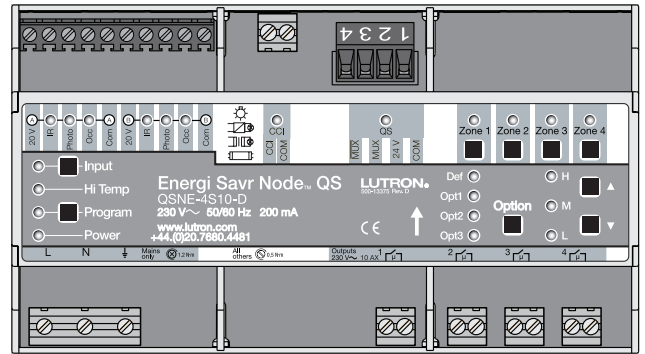 1 2 3 4
20 V A IR Photo Occ Com A 20 V B IR Photo Occ Com B
CCI
CCI COM
QS
MUX MUX 24 V COM
Zone 1 Zone 2 Zone 3 Zone 4
Input
Hi Temp
Program
Power
Energi Savr Node™ QS
QSNE-4S10-D
230 V~ 50/60 Hz 200 mA
www.lutron.com
+44.(0)20.7680.4481
LUTRON®
500-13375 Rev. D
CE
Def
Opt1
Opt2
Opt3
Option
H
M
L
L N
Mains only 1.2 Nm
All others 0,5 Nm
Outputs
230 V~ 10 AX
1 µ 2 µ 3 µ 4 µ